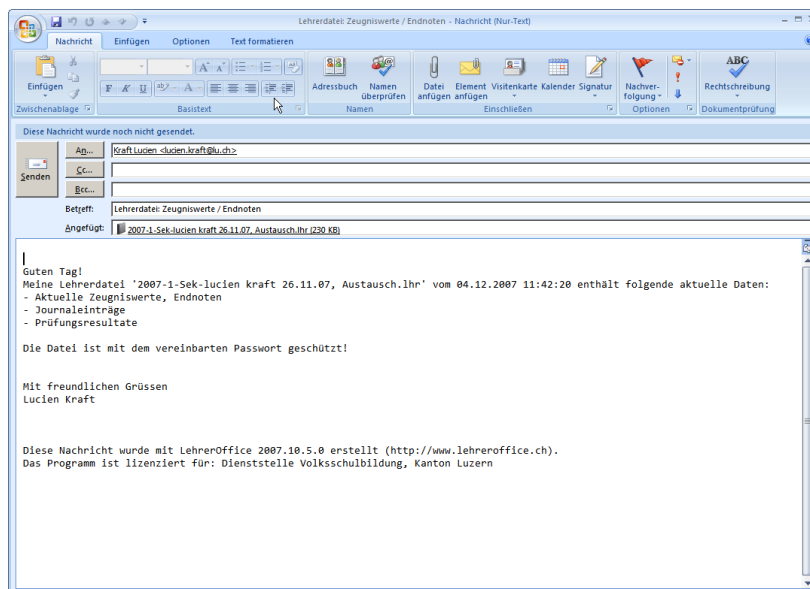 Lehrerdatei: Zeugniswerte / Endnoten - Nachricht (Nur-Text)
Nachricht Einfügen Optionen Text formatieren
Einfügen
Zwischenablage
F K U
Basistext
Adressbuch Namen überprüfen
Namen
Datei anfügen Element anfügen Visitenkarte Kalender Signatur
Einschließen
Nachver-folgung
Optionen
ABC
Rechtschreibung
Dokumentprüfung
Diese Nachricht wurde noch nicht gesendet.
Senden
An... Kraft Lucien <lucien.kraft@lu.ch>
Cc...
Bcc...
Betreff: Lehrerdatei: Zeugniswerte / Endnoten
Angefügt: 2007-1-Sek-lucien kraft 26.11.07, Austausch.lhr (230 KB)
Guten Tag!
Meine Lehrerdatei '2007-1-Sek-lucien kraft 26.11.07, Austausch.lhr' vom 04.12.2007 11:42:20 enthält folgende aktuelle Daten:
- Aktuelle Zeugniswerte, Endnoten
- Journaleinträge
- Prüfungsresultate
Die Datei ist mit dem vereinbarten Passwort geschützt!
Mit freundlichen Grüssen
Lucien Kraft
Diese Nachricht wurde mit LehrerOffice 2007.10.5.0 erstellt (http://www.lehreroffice.ch).
Das Programm ist lizenziert für: Dienststelle Volksschulbildung, Kanton Luzern